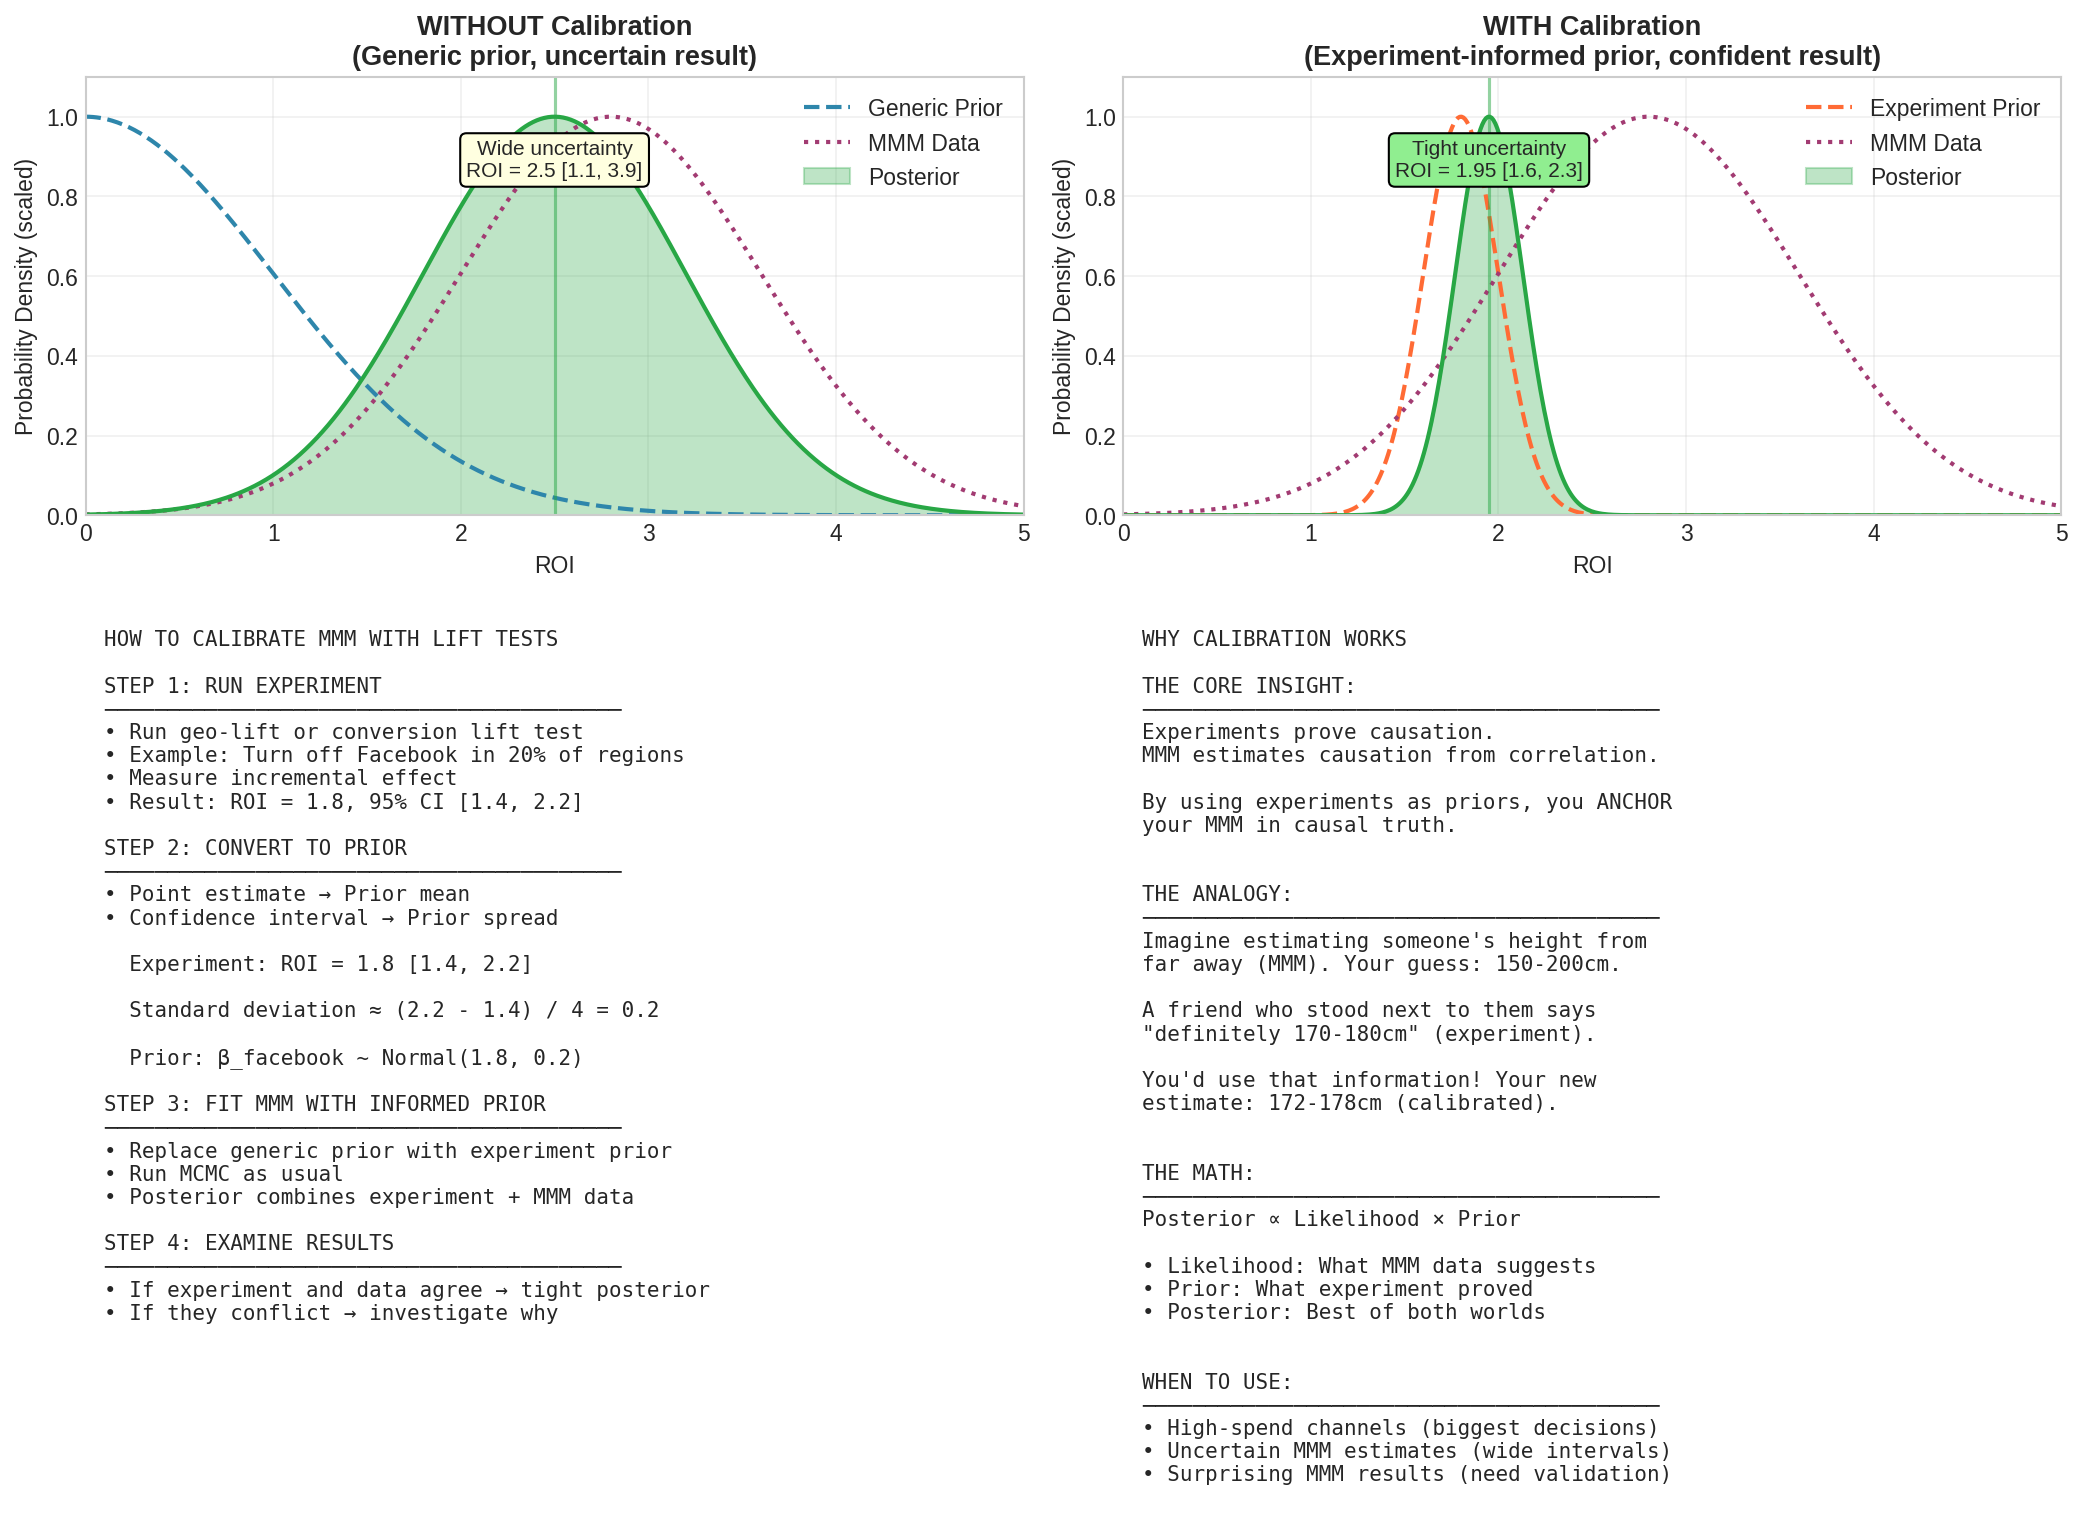 WITHOUT Calibration
(Generic prior, uncertain result)
Generic Prior
MMM Data
Posterior
Wide uncertainty
ROI = 2.5 [1.1, 3.9]
Probability Density (scaled)
1.0
0.8
0.6
0.4
0.2
0.0
0 1 2 3 4 5
ROI
WITH Calibration
(Experiment-informed prior, confident result)
Experiment Prior
MMM Data
Posterior
Tight uncertainty
ROI = 1.95 [1.6, 2.3]
Probability Density (scaled)
1.0
0.8
0.6
0.4
0.2
0.0
0 1 2 3 4 5
ROI
HOW TO CALIBRATE MMM WITH LIFT TESTS
STEP 1: RUN EXPERIMENT
• Run geo-lift or conversion lift test
• Example: Turn off Facebook in 20% of regions
• Measure incremental effect
• Result: ROI = 1.8, 95% CI [1.4, 2.2]
STEP 2: CONVERT TO PRIOR
• Point estimate → Prior mean
• Confidence interval → Prior spread
Experiment: ROI = 1.8 [1.4, 2.2]
Standard deviation ≈ (2.2 - 1.4) / 4 = 0.2
Prior: β_facebook ~ Normal(1.8, 0.2)
STEP 3: FIT MMM WITH INFORMED PRIOR
• Replace generic prior with experiment prior
• Run MCMC as usual
• Posterior combines experiment + MMM data
STEP 4: EXAMINE RESULTS
• If experiment and data agree → tight posterior
• If they conflict → investigate why
WHY CALIBRATION WORKS
THE CORE INSIGHT:
Experiments prove causation.
MMM estimates causation from correlation.
By using experiments as priors, you ANCHOR
your MMM in causal truth.
THE ANALOGY:
Imagine estimating someone's height from
far away (MMM). Your guess: 150-200cm.
A friend who stood next to them says
"definitely 170-180cm" (experiment).
You'd use that information! Your new
estimate: 172-178cm (calibrated).
THE MATH:
Posterior ∝ Likelihood × Prior
• Likelihood: What MMM data suggests
• Prior: What experiment proved
• Posterior: Best of both worlds
WHEN TO USE:
• High-spend channels (biggest decisions)
• Uncertain MMM estimates (wide intervals)
• Surprising MMM results (need validation)